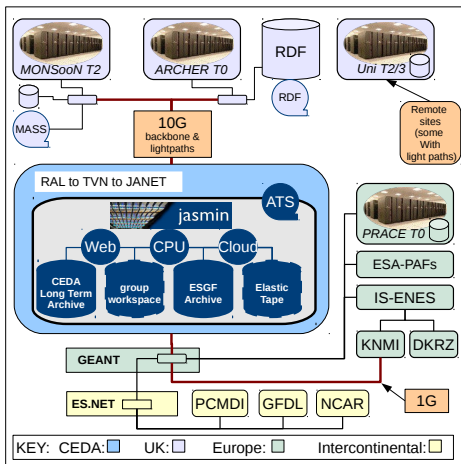 MONSooN T2
ARCHER T0
RDF
Uni T2/3
MASS
RDF
10G
backbone &
lightpaths
Remote
sites
(some
With
light paths)
RAL to TVN to JANET
ATS
jasmin
Web
CPU
Cloud
CEDA
Long Term
Archive
group
workspace
ESGF
Archive
Elastic
Tape
PRACE T0
ESA-PAFs
IS-ENES
KNMI
DKRZ
GEANT
1G
ES.NET
PCMDI
GFDL
NCAR
KEY: CEDA: UK: Europe: Intercontinental: